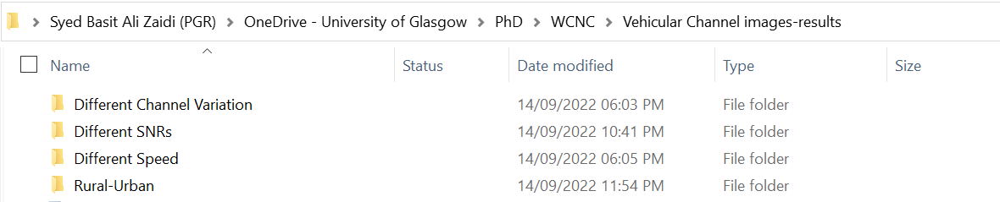 Syed Basit Ali Zaidi (PGR) > OneDrive - University of Glasgow > PhD > WCNC > Vehicular Channel images-results
Name Status Date modified Type Size
Different Channel Variation 14/09/2022 06:03 PM File folder
Different SNRs 14/09/2022 10:41 PM File folder
Different Speed 14/09/2022 06:05 PM File folder
Rural-Urban 14/09/2022 11:54 PM File folder